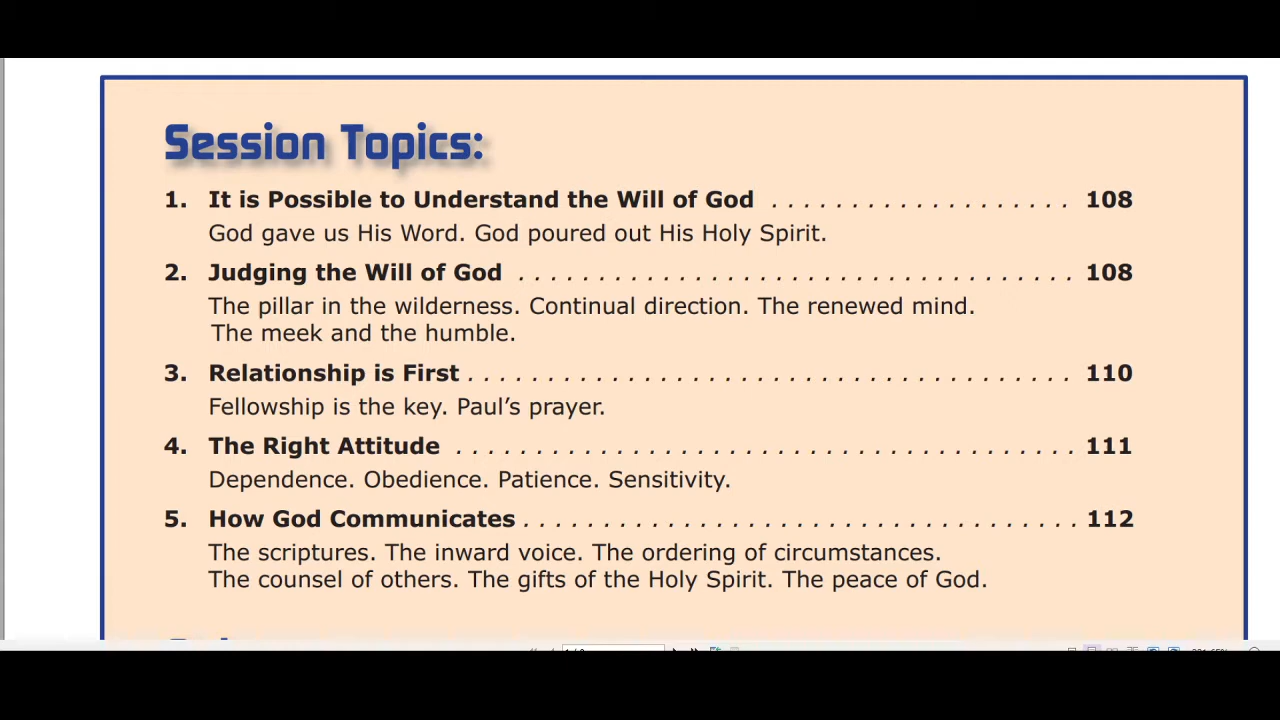 Session Topics:
1. It is Possible to Understand the Will of God . . . . . . . . . . . . . . . . . . . 108
God gave us His Word. God poured out His Holy Spirit.
2. Judging the Will of God . . . . . . . . . . . . . . . . . . . . . . . . . . . . . . . . . . . 108
The pillar in the wilderness. Continual direction. The renewed mind.
The meek and the humble.
3. Relationship is First . . . . . . . . . . . . . . . . . . . . . . . . . . . . . . . . . . . . . . 110
Fellowship is the key. Paul’s prayer.
4. The Right Attitude . . . . . . . . . . . . . . . . . . . . . . . . . . . . . . . . . . . . . . . 111
Dependence. Obedience. Patience. Sensitivity.
5. How God Communicates . . . . . . . . . . . . . . . . . . . . . . . . . . . . . . . . . . . 112
The scriptures. The inward voice. The ordering of circumstances.
The counsel of others. The gifts of the Holy Spirit. The peace of God.